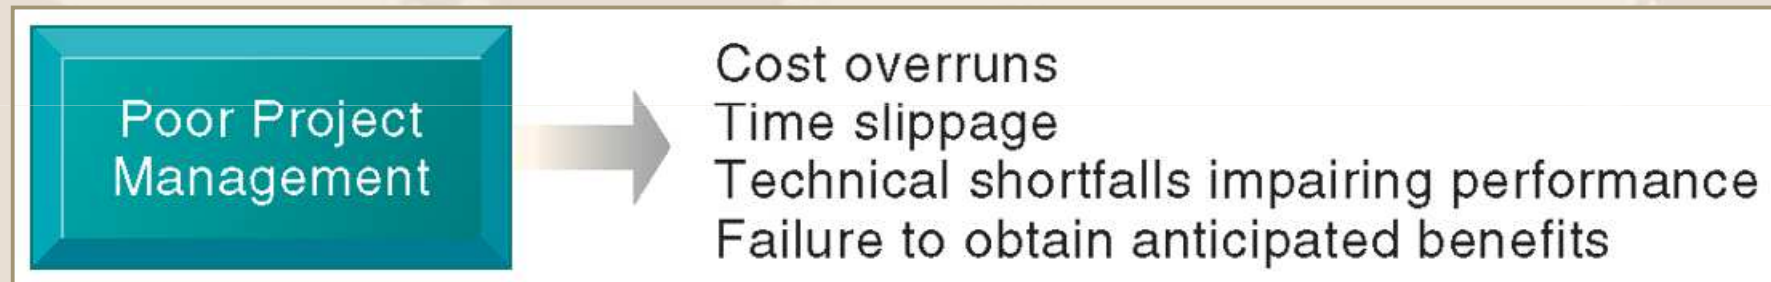 Poor Project
Management
Cost overruns
Time slippage
Technical shortfalls impairing performance
Failure to obtain anticipated benefits